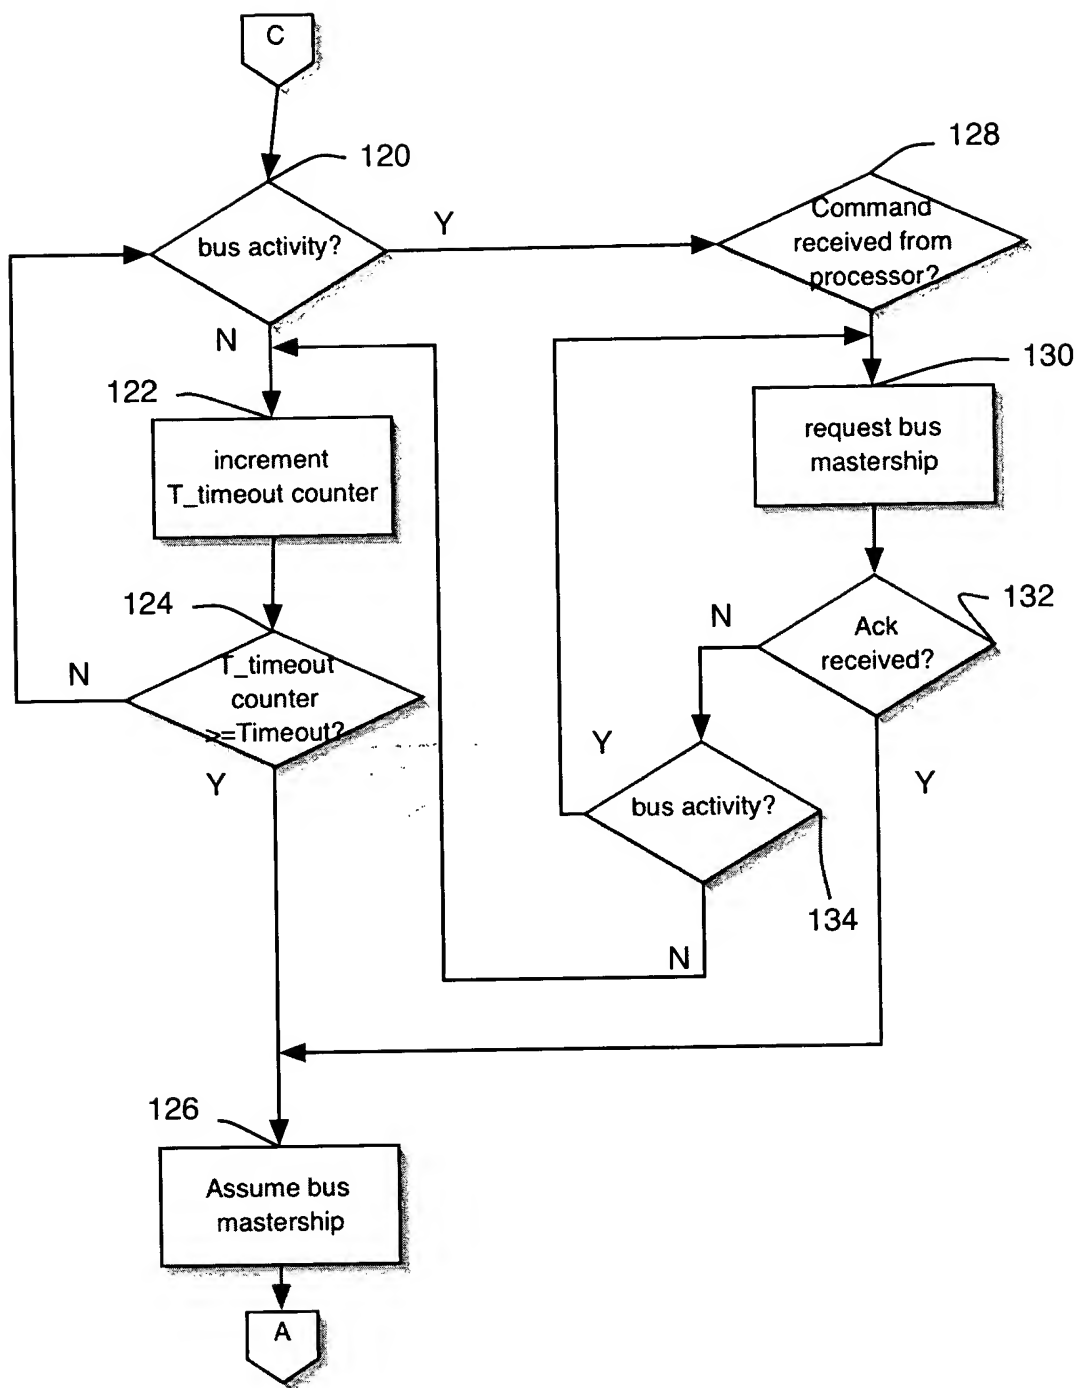 C
120
128
bus activity?
Y
Command
received from
processor?
N
122
130
increment
T_timeout counter
request bus
mastership
124
N
132
Ack
received?
N
T_timeout
counter
>=Timeout?
Y
Y
bus activity?
Y
134
N
126
Assume bus
mastership
A